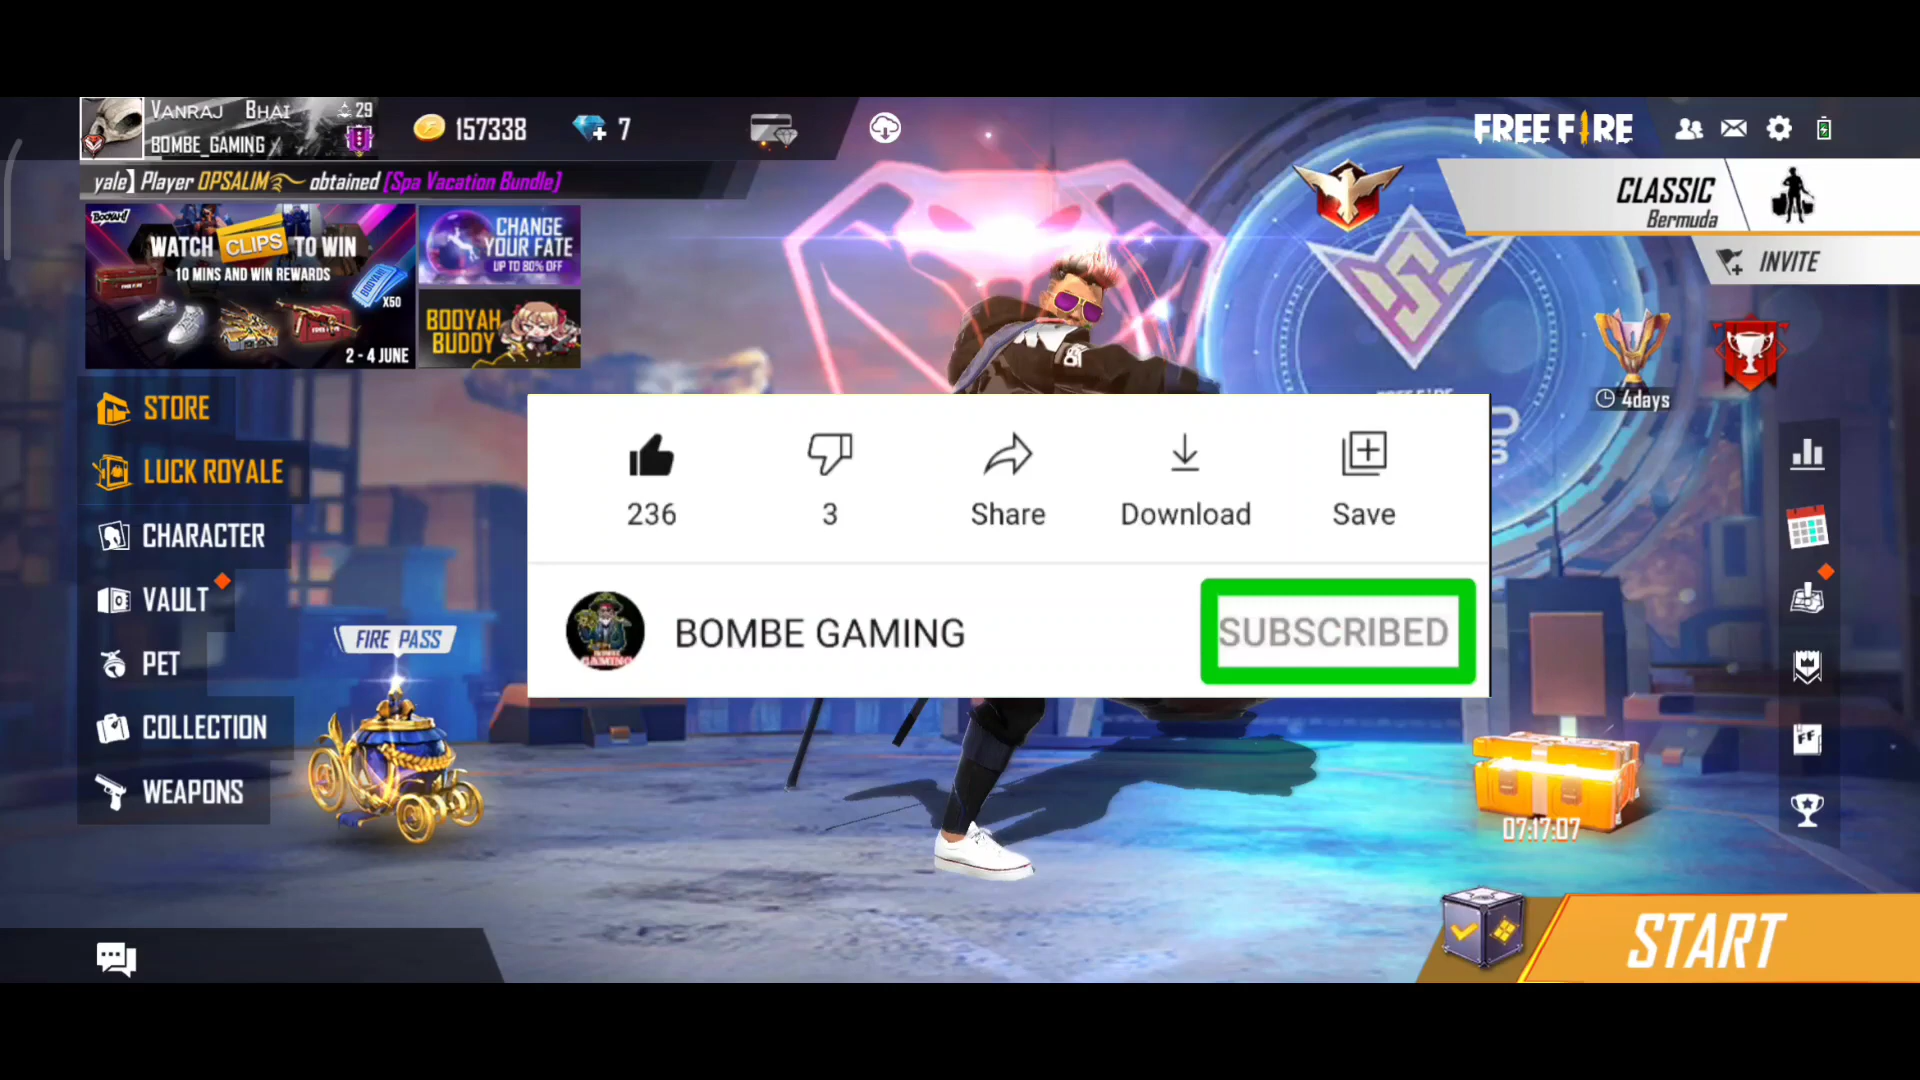 VANRAJ BHAI
29
BOMBE_GAMING
157338
7
FREE FIRE
yale] Player OPSALIM obtained [Spa Vacation Bundle]
CLASSIC
Bermuda
INVITE
BOOYAH!
WATCH CLIPS TO WIN
10 MINS AND WIN REWARDS
X50
2 - 4 JUNE
CHANGE
YOUR FATE
UP TO 80% OFF
BOOYAH
BUDDY
4days
STORE
LUCK ROYALE
CHARACTER
VAULT
PET
COLLECTION
WEAPONS
FIRE PASS
236
3
Share
Download
Save
BOMBE GAMING
SUBSCRIBED
FF
07:17:07
START